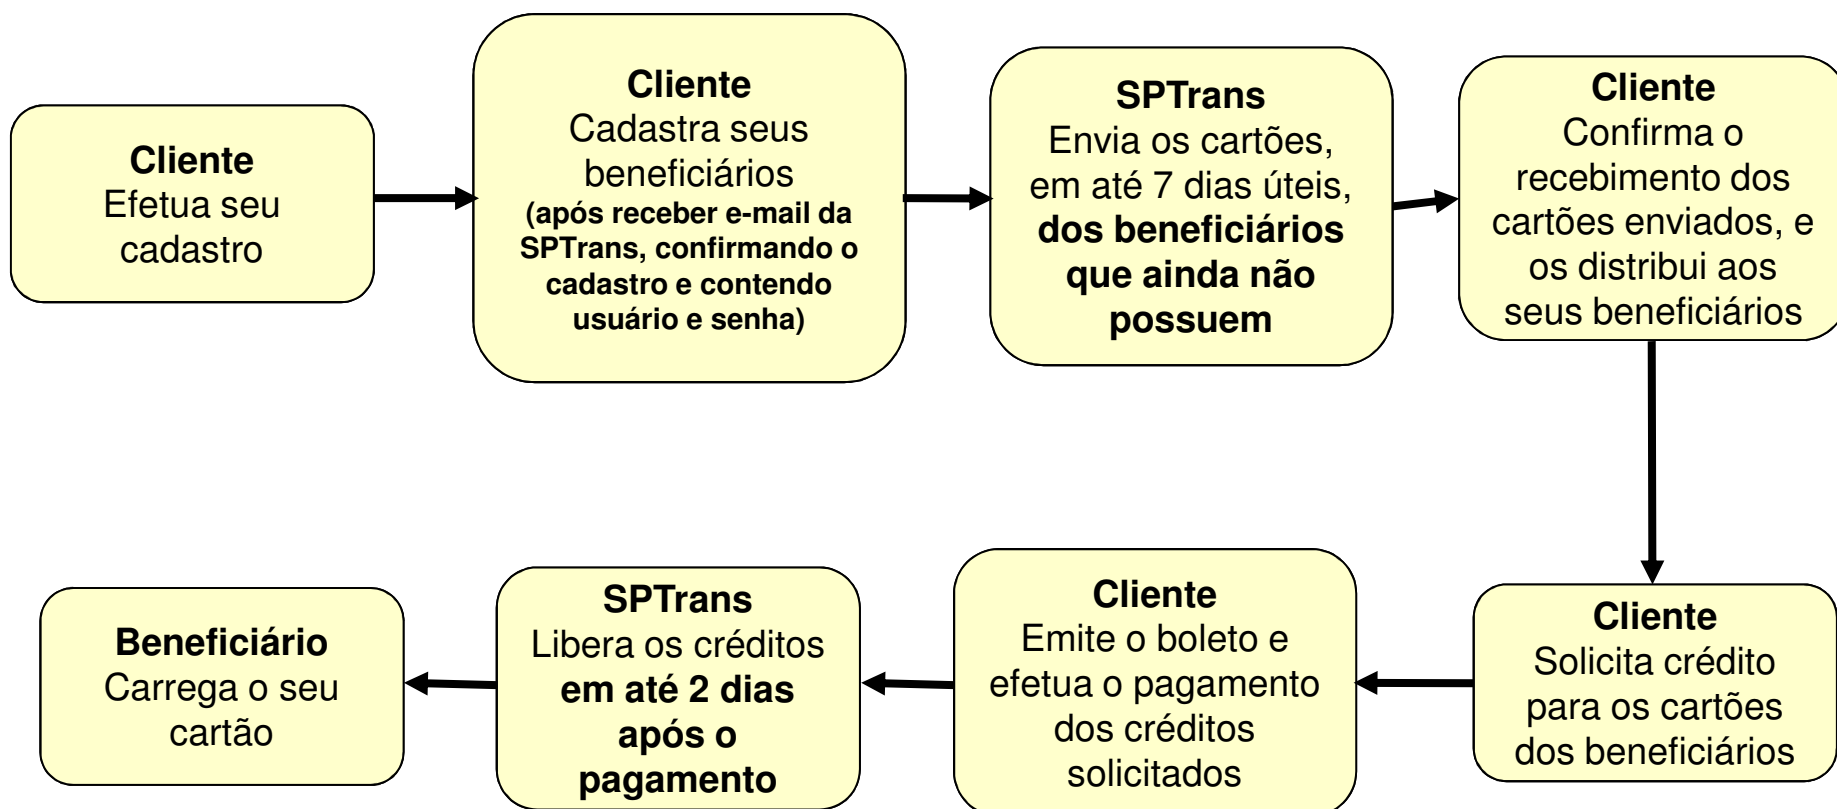 Cliente
Efetua seu
cadastro
Cliente
Cadastra seus
beneficiários
(após receber e-mail da
SPTrans, confirmando o
cadastro e contendo
usuário e senha)
SPTrans
Envia os cartões,
em até 7 dias úteis,
dos beneficiários
que ainda não
possuem
Cliente
Confirma o
recebimento dos
cartões enviados, e
os distribui aos
seus beneficiários
Cliente
Solicita crédito
para os cartões
dos beneficiários
Cliente
Emite o boleto e
efetua o pagamento
dos créditos
solicitados
SPTrans
Libera os créditos
em até 2 dias
após o
pagamento
Beneficiário
Carrega o seu
cartão